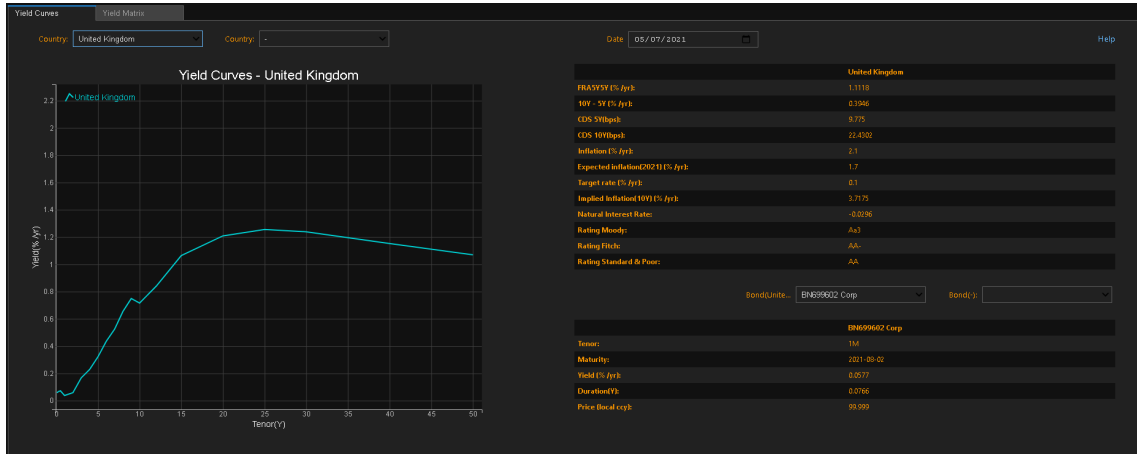 Yield Curves Yield Matrix
Country: United Kingdom Country: - Date 05/07/2021 Help
Yield Curves - United Kingdom
United Kingdom
2.2
2
1.8
1.6
1.4
1.2
1
0.8
0.6
0.4
0.2
0
Yield(% /yr)
0 5 10 15 20 25 30 35 40 45 50
Tenor(Y)
United Kingdom
FRA5Y5Y (% /yr): 1.1118
10Y - 5Y (% /yr): 0.3946
CDS 5Y(bps): 9.775
CDS 10Y(bps): 22.4302
Inflation (% /yr): 2.1
Expected inflation(2021) (% /yr): 1.7
Target rate (% /yr): 0.1
Implied Inflation(10Y) (% /yr): 3.7175
Natural Interest Rate: -0.0296
Rating Moody: Aa3
Rating Fitch: AA-
Rating Standard & Poor: AA
Bond(Unite... BN699602 Corp Bond(-):
BN699602 Corp
Tenor: 1M
Maturity: 2021-08-02
Yield (% /yr): 0.0577
Duration(Y): 0.0766
Price (local ccy): 99.999